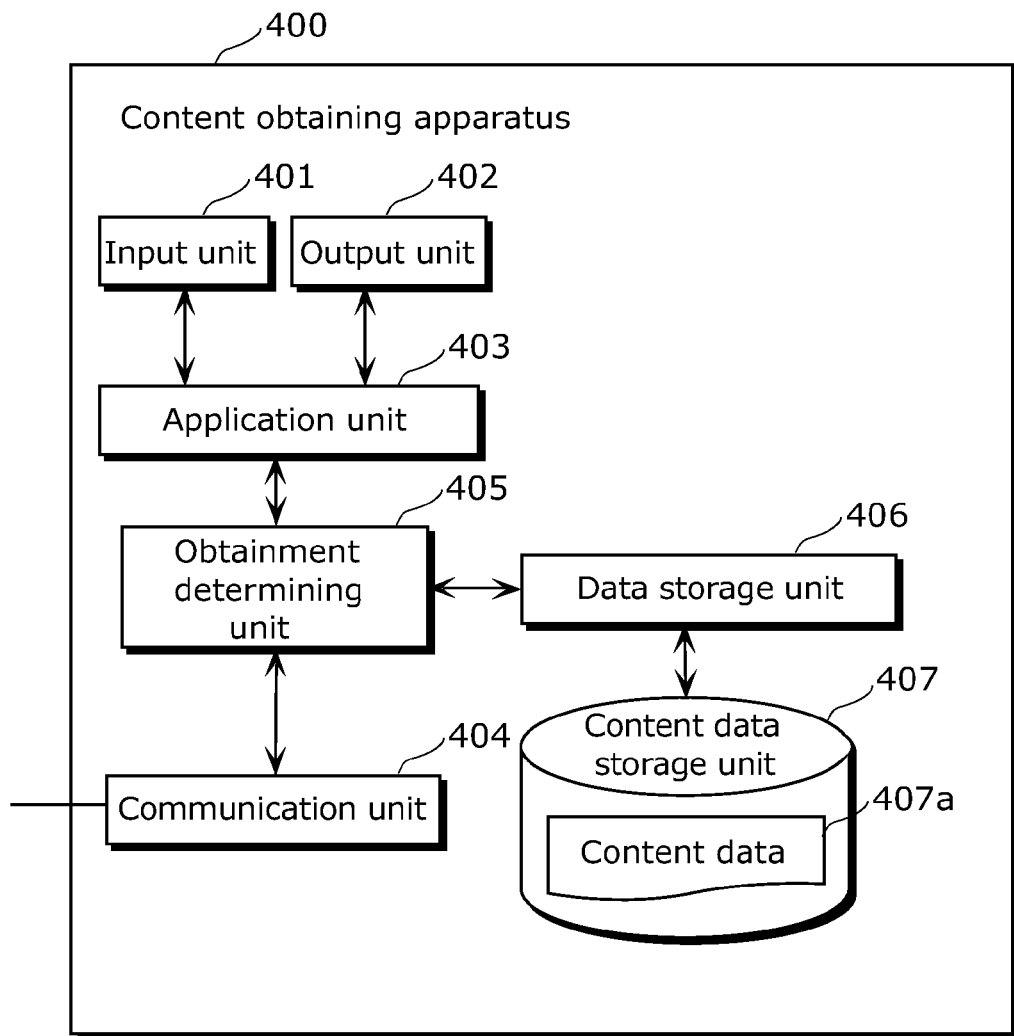 400
Content obtaining apparatus
401
402
Input unit
Output unit
403
Application unit
405
Obtainment
determining
unit
406
Data storage unit
407
Content data
storage unit
404
Communication unit
407a
Content data